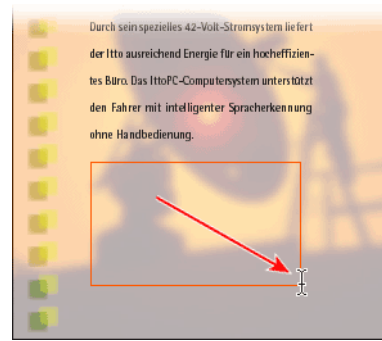 Durch sein spezielles 42-Volt-Stromsystem liefert
der Itto ausreichend Energie für ein hocheffizien-
tes Büro. Das IttoPC-Computersystem unterstützt
den Fahrer mit intelligenter Spracherkennung
ohne Handbedienung.